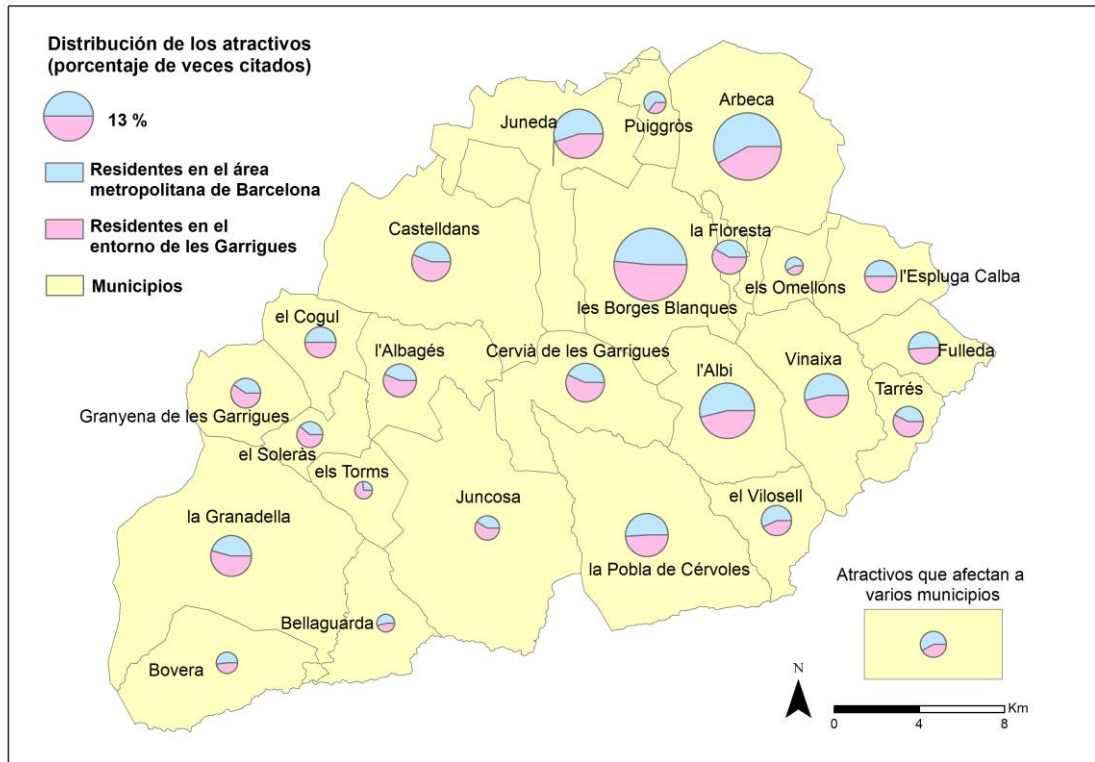 Distribución de los atractivos
(porcentaje de veces citados)
13 %
Residentes en el área
metropolitana de Barcelona
Residentes en el
entorno de les Garrigues
Municipios
Arbeca
Juneda
Puiggròs
Castelldans
la Floresta
els Omellons
l'Espluga Calba
les Borges Blanques
el Cogul
l'Albagés
Cervià de les Garrigues
l'Albi
Vinaixa
Fulleda
Tarrés
Granyena de les Garrigues
el Soleràs
els Torms
Juncosa
el Vilosell
la Granadella
la Pobla de Cérvoles
Bellaguarda
Bovera
Atractivos que afectan a
varios municipios
N
Km
0 4 8